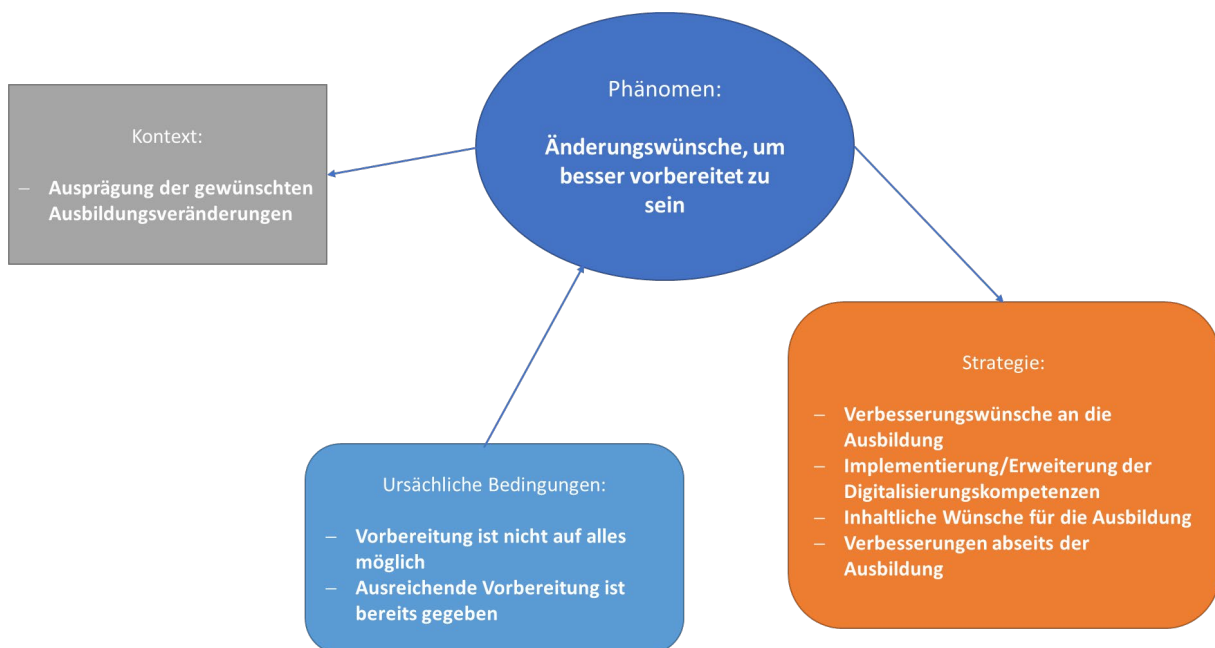 Phänomen:
Änderungswünsche, um
besser vorbereitet zu
sein
Kontext:
– Ausprägung der gewünschten
Ausbildungsveränderungen
Ursächliche Bedingungen:
– Vorbereitung ist nicht auf alles
möglich
– Ausreichende Vorbereitung ist
bereits gegeben
Strategie:
– Verbesserungswünsche an die
Ausbildung
– Implementierung/Erweiterung der
Digitalisierungskompetenzen
– Inhaltliche Wünsche für die Ausbildung
– Verbesserungen abseits der
Ausbildung